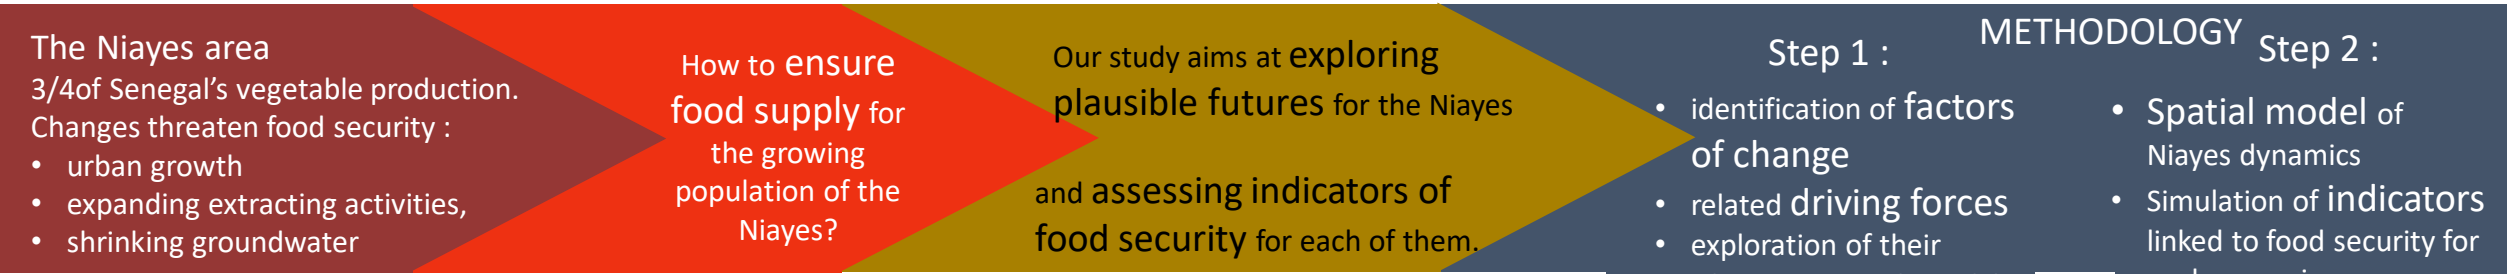 The Niayes area
3/4of Senegal’s vegetable production.
Changes threaten food security :
• urban growth
• expanding extracting activities,
• shrinking groundwater
How to ensure
food supply for
the growing
population of the
Niayes?
Our study aims at exploring
plausible futures for the Niayes
and assessing indicators of
food security for each of them.
METHODOLOGY
Step 1 :
• identification of factors
of change
• related driving forces
• exploration of their
Step 2 :
• Spatial model of
Niayes dynamics
• Simulation of indicators
linked to food security for